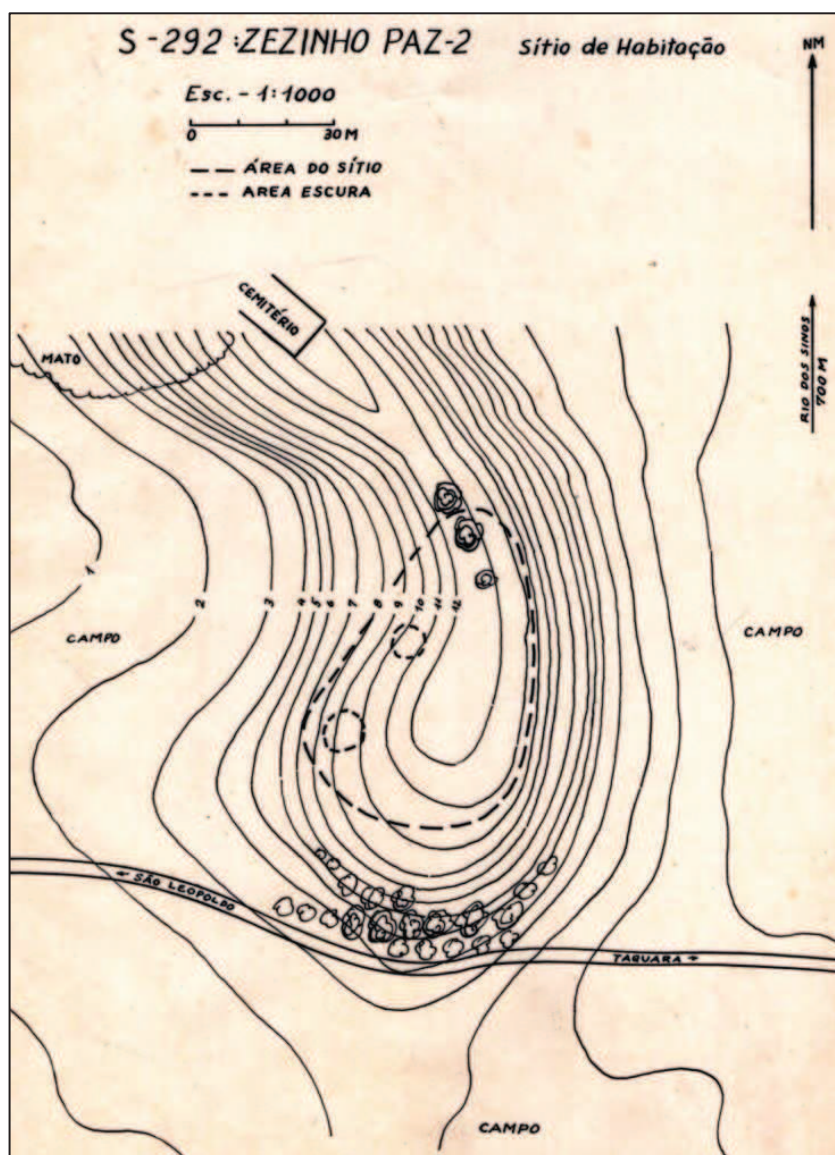 S-292:ZEZINHO PAZ-2 Sítio de Habitação
NM
Esc. - 1:1000
0 30 M
ÁREA DO SÍTIO
AREA ESCURA
CEMITÉRIO
MATO
RIO DOS SINOS
700 M
1 2 3 4 5 6 7 8 9 10 11 12
CAMPO
CAMPO
SÃO LEOPOLDO
TAQUARA
CAMPO